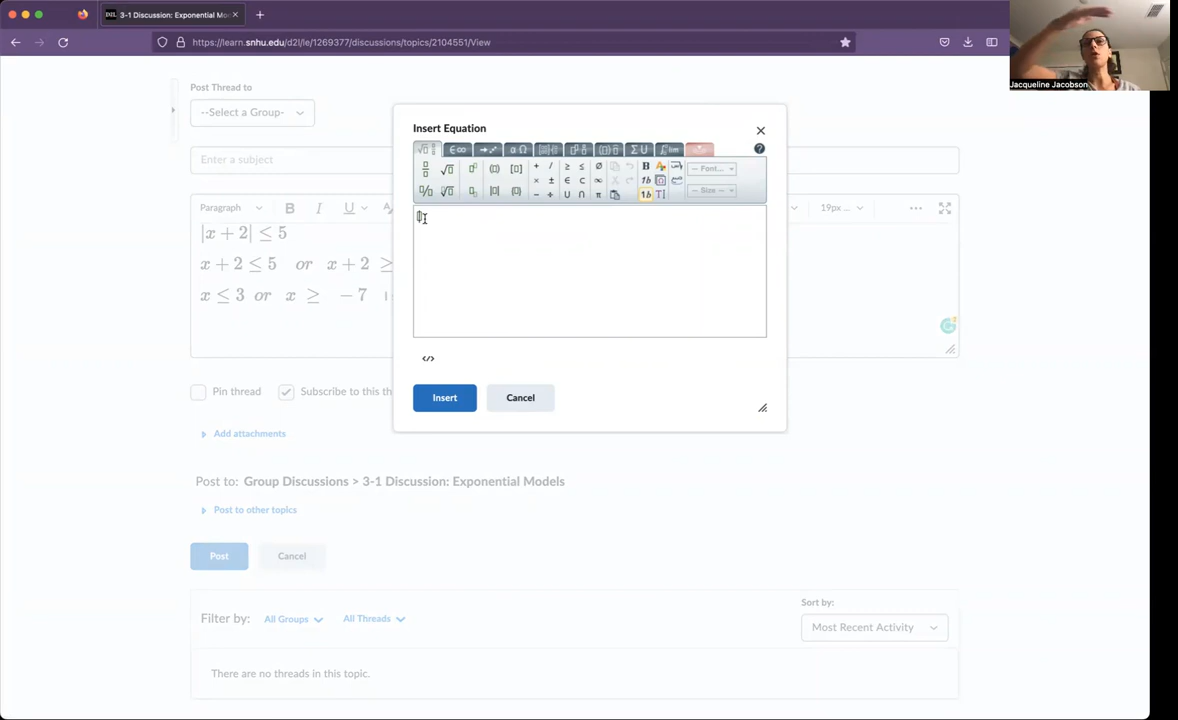 3-1 Discussion: Exponential Mo
https://learn.snhu.edu/d2l/le/1269377/discussions/topics/2104551/View
Jacqueline Jacobson
Post Thread to
--Select a Group-
Enter a subject
Paragraph
B I U A
19px ...
|x + 2| ≤ 5
x + 2 ≤ 5 or x + 2 ≥
x ≤ 3 or x ≥ − 7
Insert Equation
-- Font...
-- Size --
Insert
Cancel
Pin thread
Subscribe to this th
Add attachments
Post to: Group Discussions > 3-1 Discussion: Exponential Models
Post to other topics
Post
Cancel
Filter by:
All Groups
All Threads
Sort by:
Most Recent Activity
There are no threads in this topic.